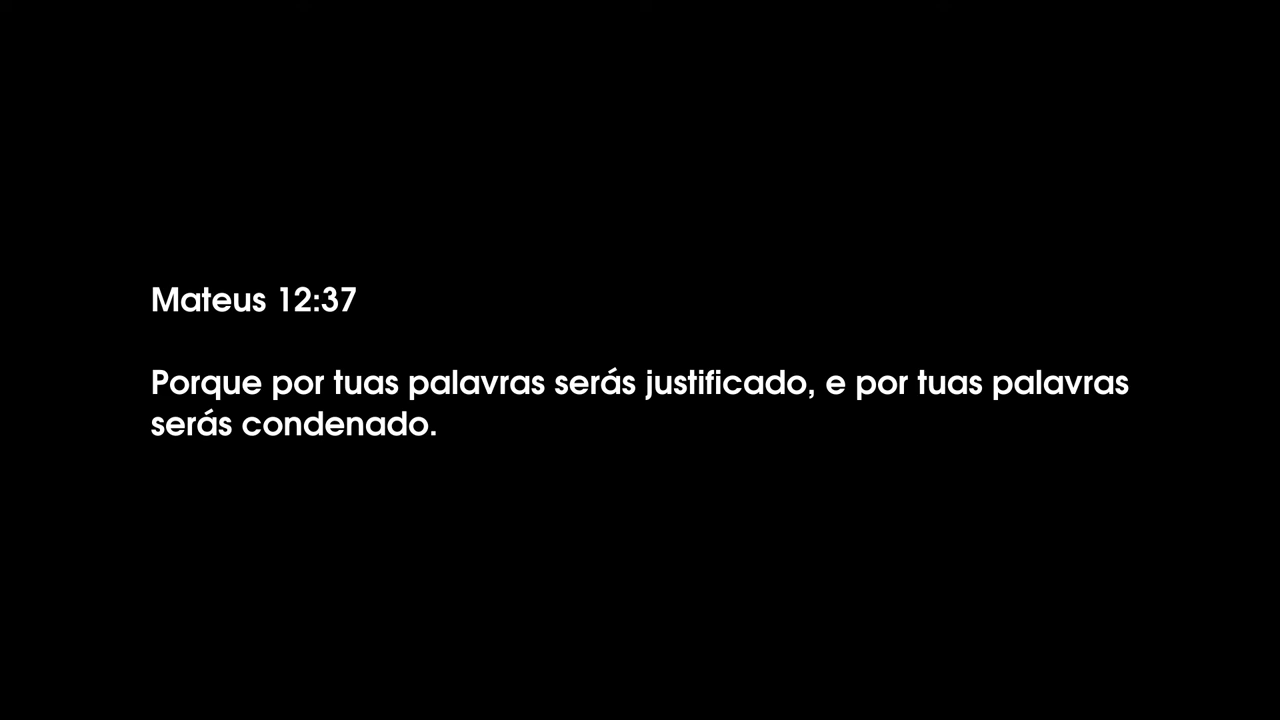 Mateus 12:37
Porque por tuas palavras serás justificado, e por tuas palavras
serás condenado.